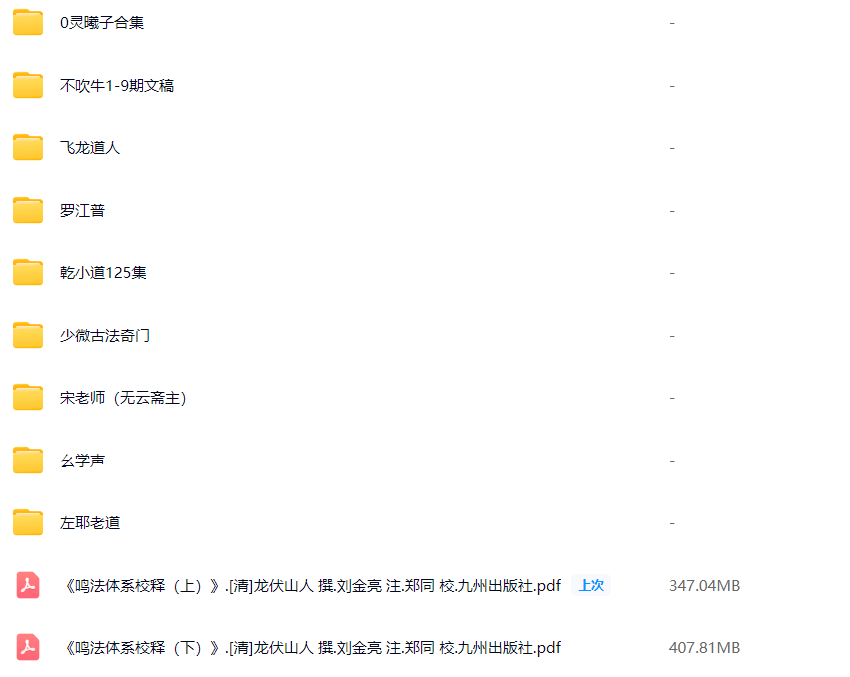 0灵曦子合集 -
不吹牛1-9期文稿 -
飞龙道人 -
罗江普 -
乾小道125集 -
少微古法奇门 -
宋老师（无云斋主） -
幺学声 -
左耶老道 -
《鸣法体系校释（上）》.[清]龙伏山人 撰.刘金亮 注.郑同 校.九州出版社.pdf 上次 347.04MB
《鸣法体系校释（下）》.[清]龙伏山人 撰.刘金亮 注.郑同 校.九州出版社.pdf 407.81MB